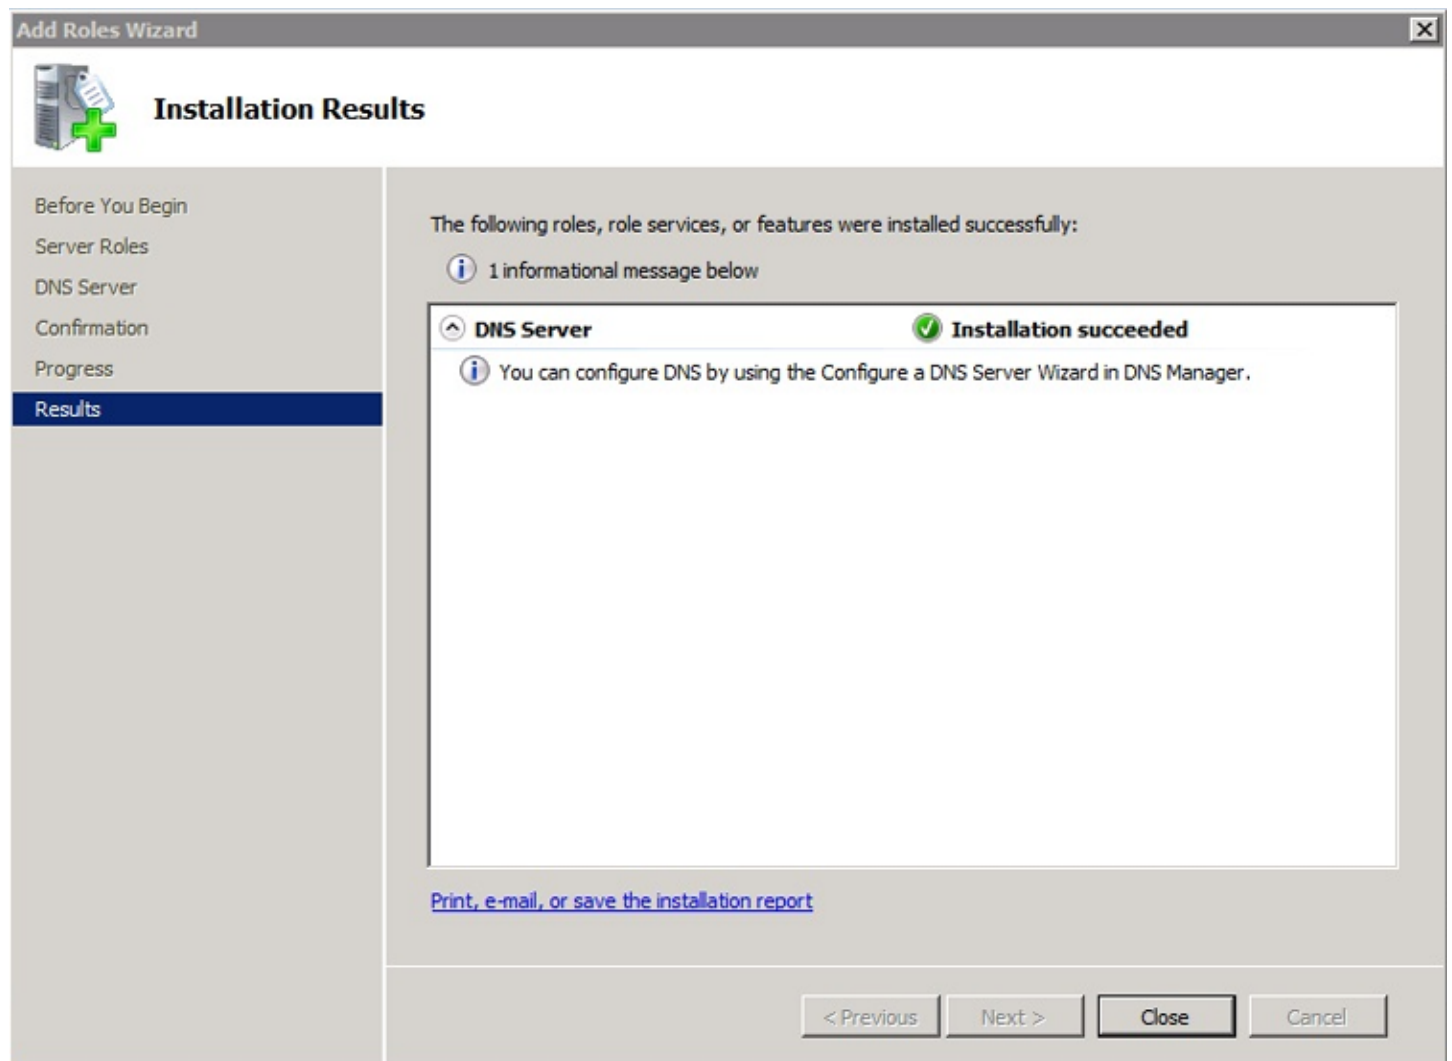 Add Roles Wizard
Installation Results
Before You Begin
Server Roles
DNS Server
Confirmation
Progress
Results
The following roles, role services, or features were installed successfully:
1 informational message below
DNS Server Installation succeeded
You can configure DNS by using the Configure a DNS Server Wizard in DNS Manager.
Print, e-mail, or save the installation report
< Previous Next > Close Cancel